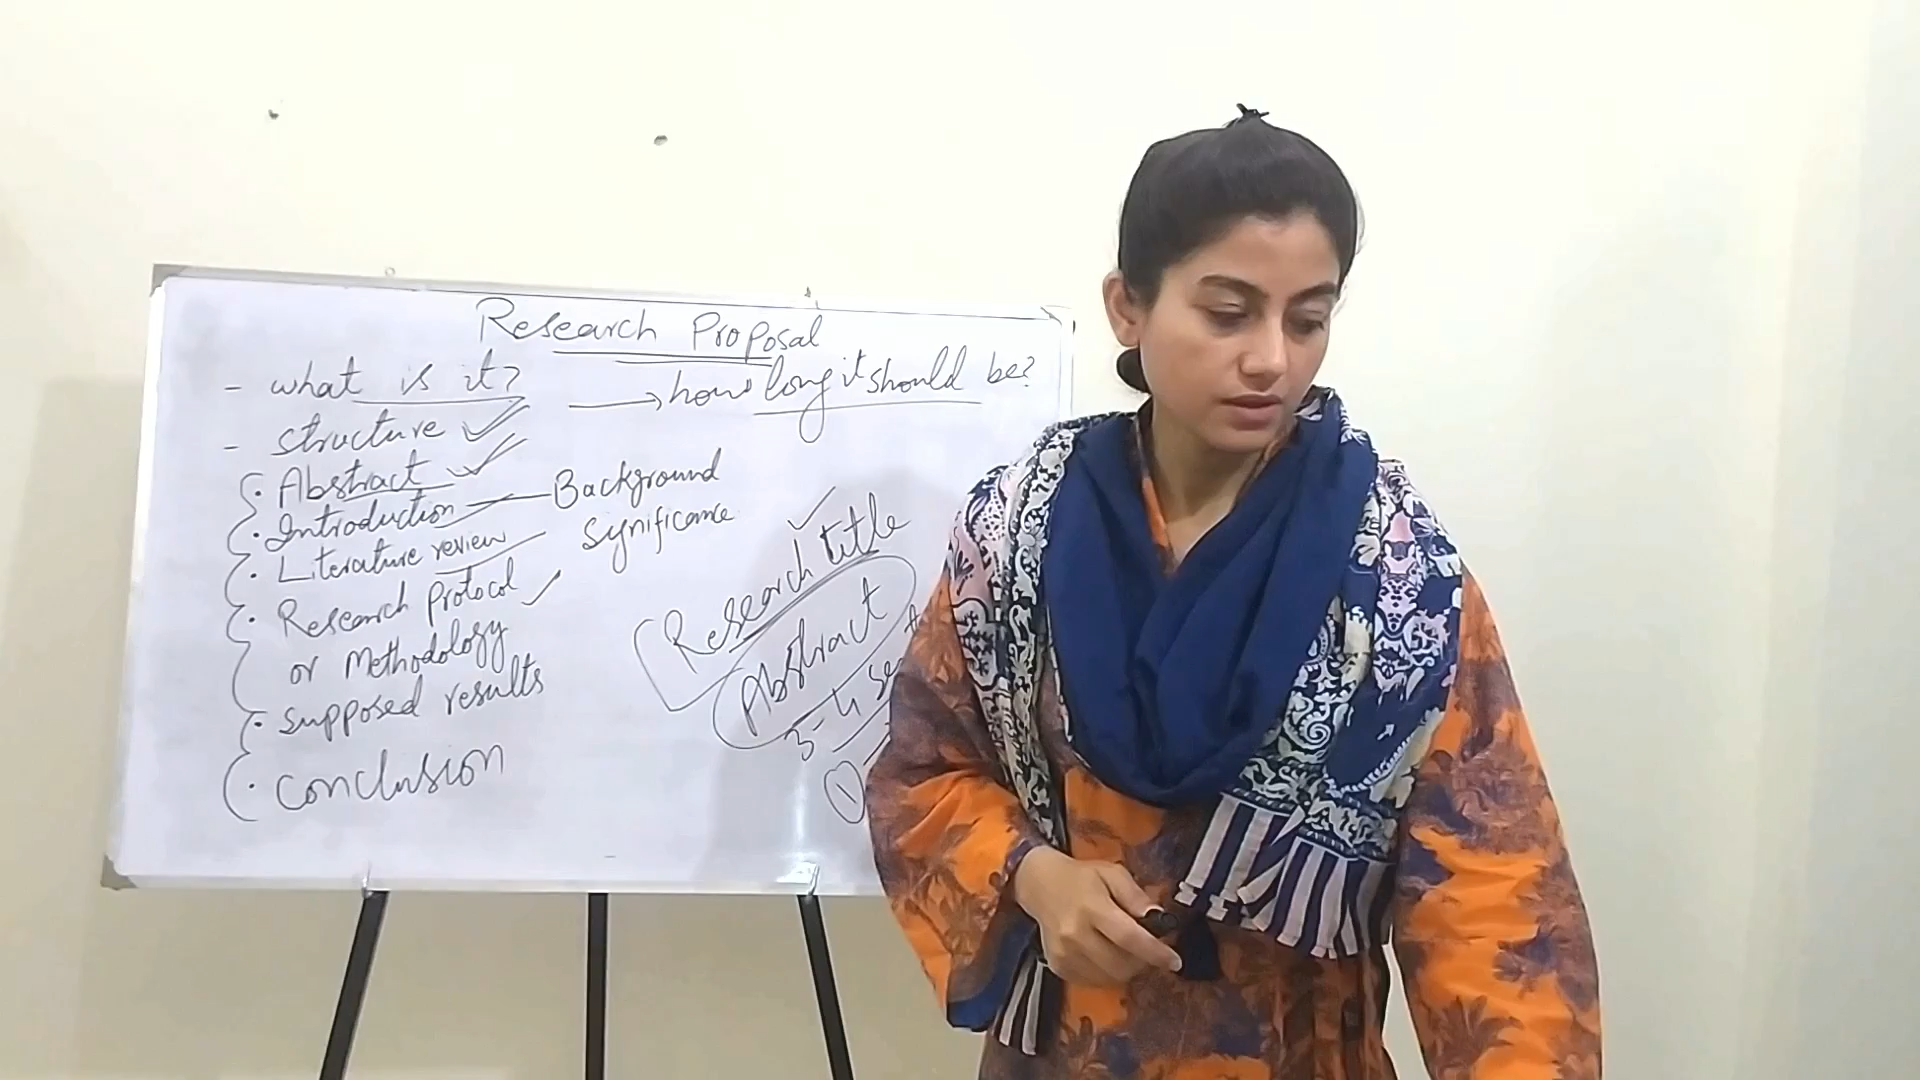 Research Proposal
- what is it? → how long it should be?
- structure
· Abstract
· Introduction — Background
significance
· Literature review
· Research protocol
or Methodology
· supposed results
· conclusion
Research title
Abstract
3-4
①